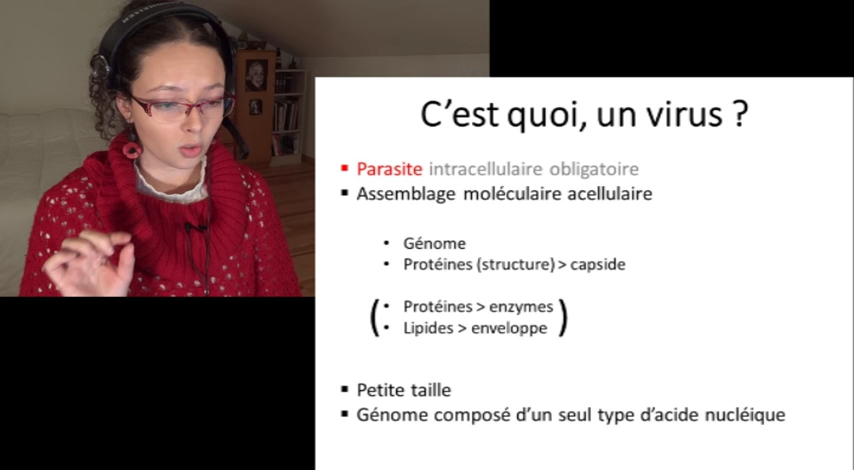 C'est quoi, un virus ?
▪ Parasite intracellulaire obligatoire
▪ Assemblage moléculaire acellulaire
• Génome
• Protéines (structure) > capside
( • Protéines > enzymes )
• Lipides > enveloppe
▪ Petite taille
▪ Génome composé d'un seul type d'acide nucléique